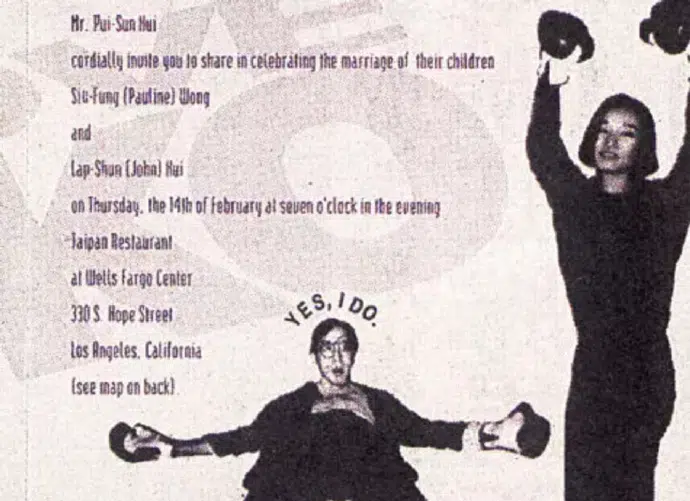 Mr. Pui-Sun Hui
cordially invite you to share in celebrating the marriage of their children
Siu-Fung (Pauline) Wong
and
Lap-Shun (John) Hui
on Thursday, the 14th of February at seven o'clock in the evening
Taipan Restaurant
at Wells Fargo Center
330 S. Hope Street
Los Angeles, California
(see map on back)
YES, I DO.